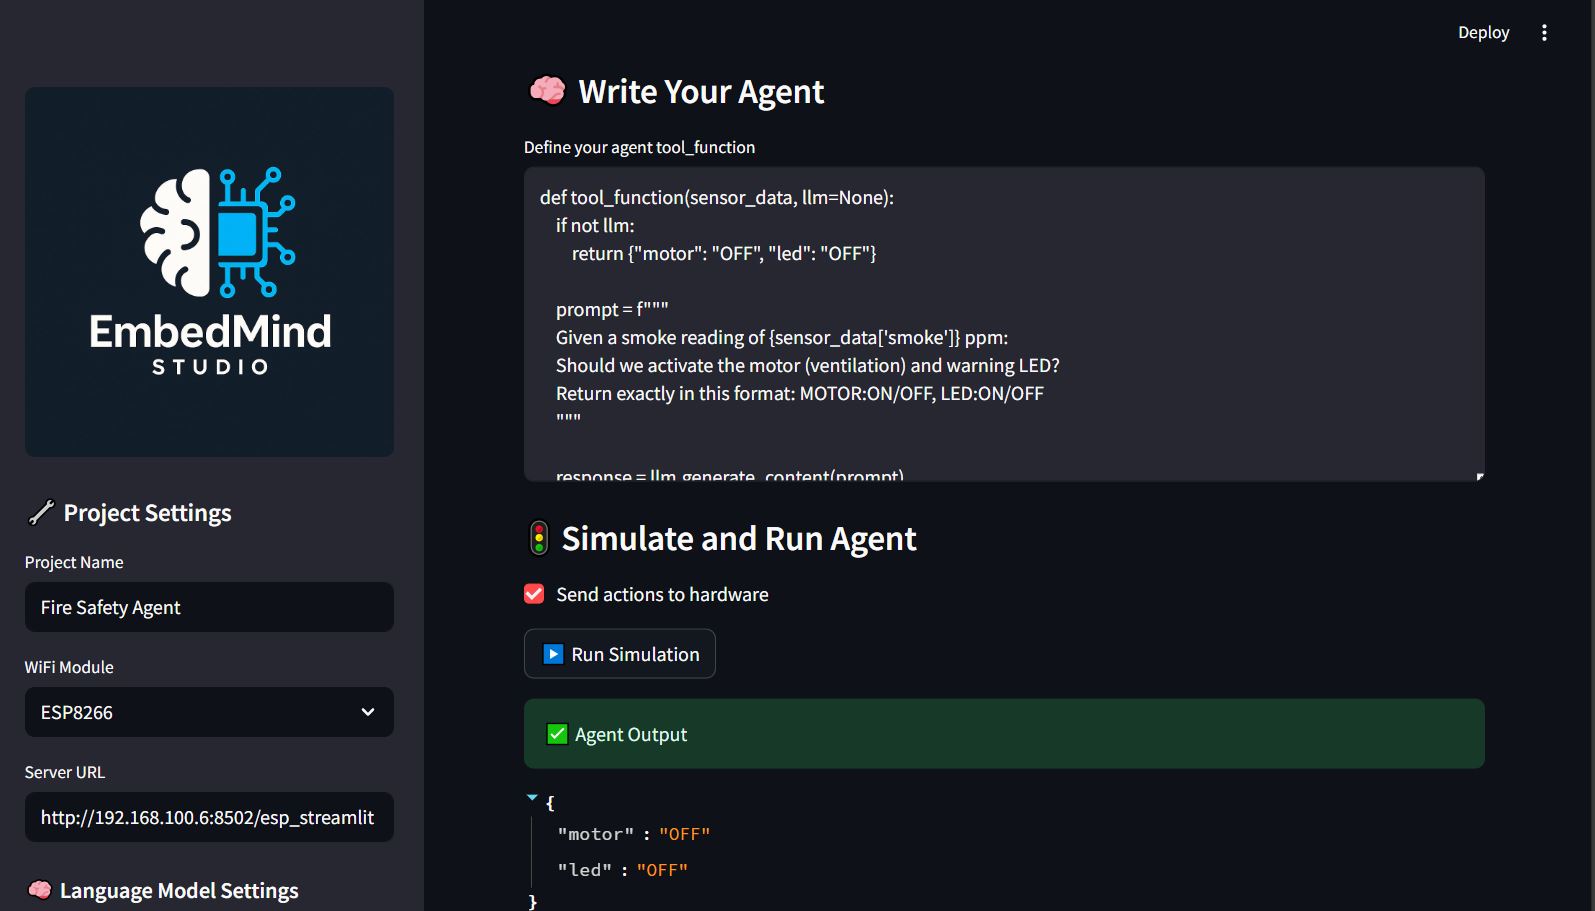 EmbedMind
STUDIO
Project Settings
Project Name
Fire Safety Agent
WiFi Module
ESP8266
Server URL
http://192.168.100.6:8502/esp_streamlit
Language Model Settings
Deploy
Write Your Agent
Define your agent tool_function
def tool_function(sensor_data, llm=None):
if not llm:
return {"motor": "OFF", "led": "OFF"}
prompt = f"""
Given a smoke reading of {sensor_data['smoke']} ppm:
Should we activate the motor (ventilation) and warning LED?
Return exactly in this format: MOTOR:ON/OFF, LED:ON/OFF
"""
response = llm.generate_content(prompt)
Simulate and Run Agent
Send actions to hardware
Run Simulation
Agent Output
{
"motor" : "OFF"
"led" : "OFF"
}